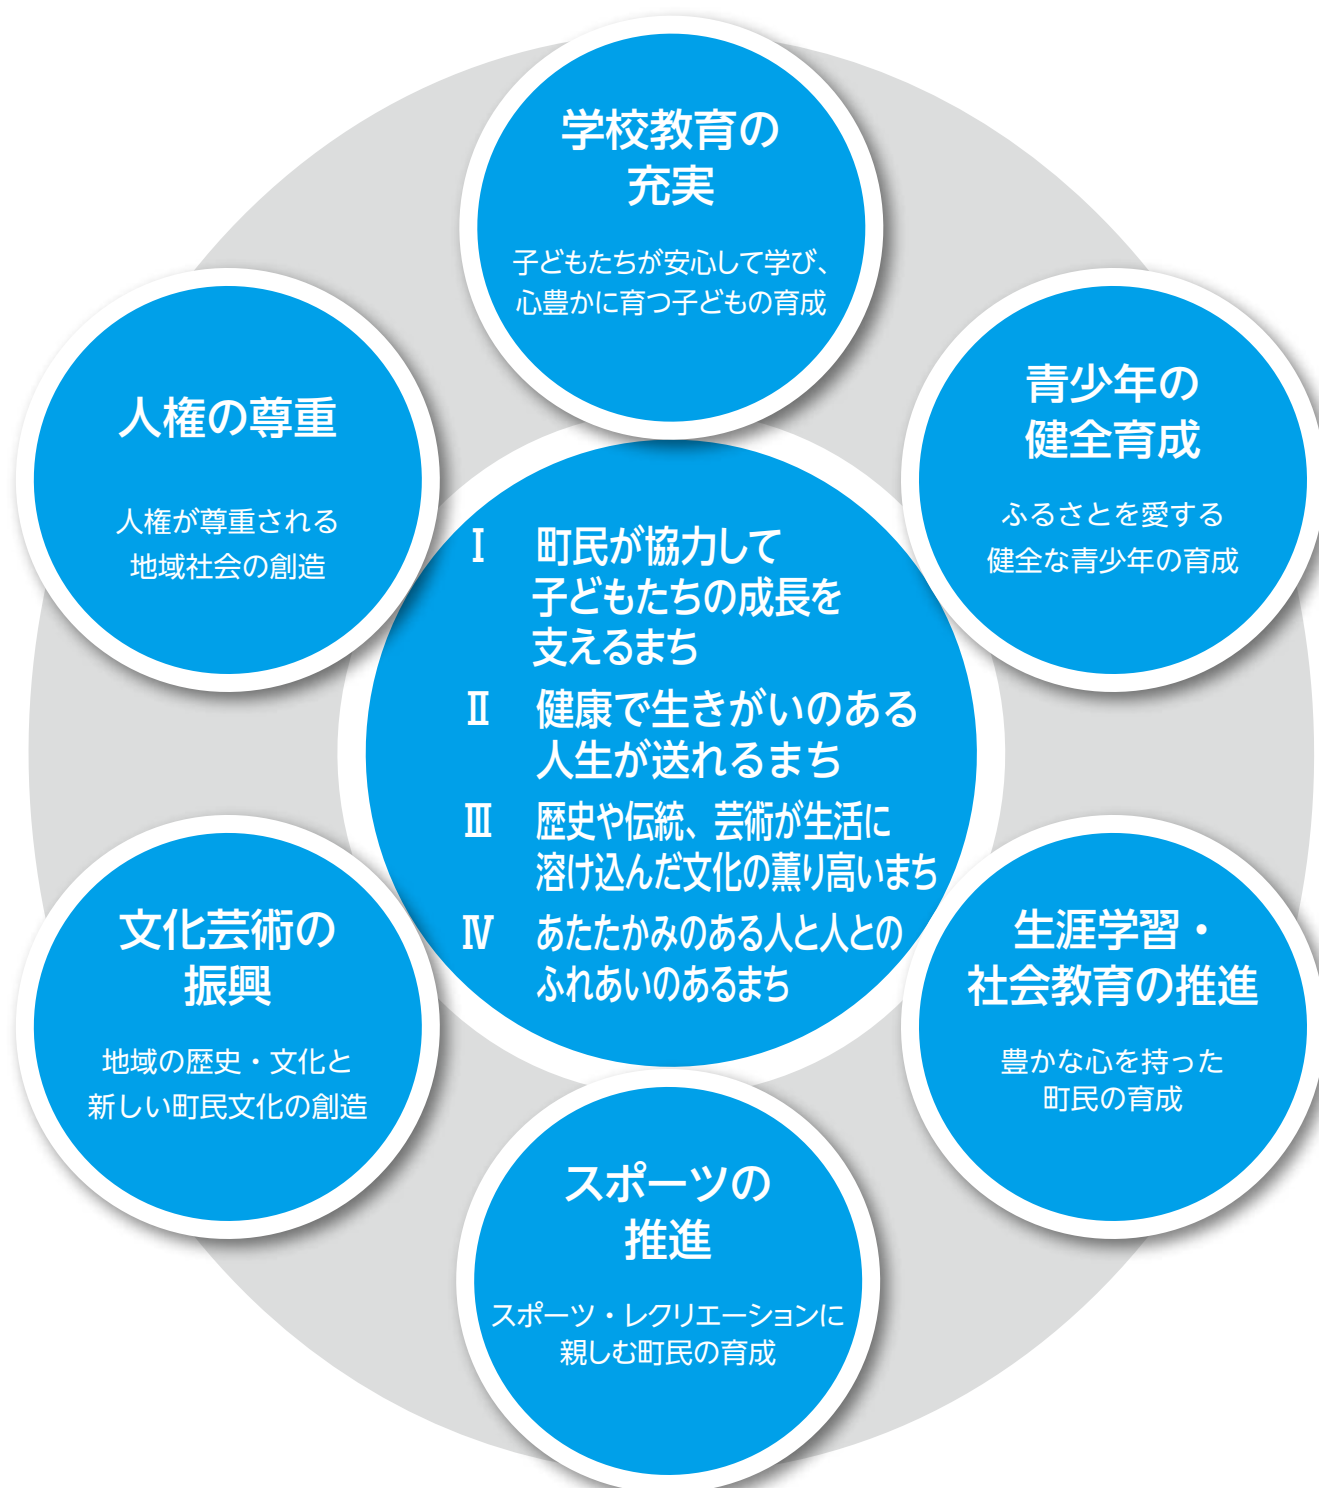 学校教育の
充実
子どもたちが安心して学び、
心豊かに育つ子どもの育成
青少年の
健全育成
ふるさとを愛する
健全な青少年の育成
生涯学習・
社会教育の推進
豊かな心を持った
町民の育成
スポーツの
推進
スポーツ・レクリエーションに
親しむ町民の育成
文化芸術の
振興
地域の歴史・文化と
新しい町民文化の創造
人権の尊重
人権が尊重される
地域社会の創造
Ⅰ 町民が協力して
子どもたちの成長を
支えるまち
Ⅱ 健康で生きがいのある
人生が送れるまち
Ⅲ 歴史や伝統、芸術が生活に
溶け込んだ文化の薫り高いまち
Ⅳ あたたかみのある人と人との
ふれあいのあるまち